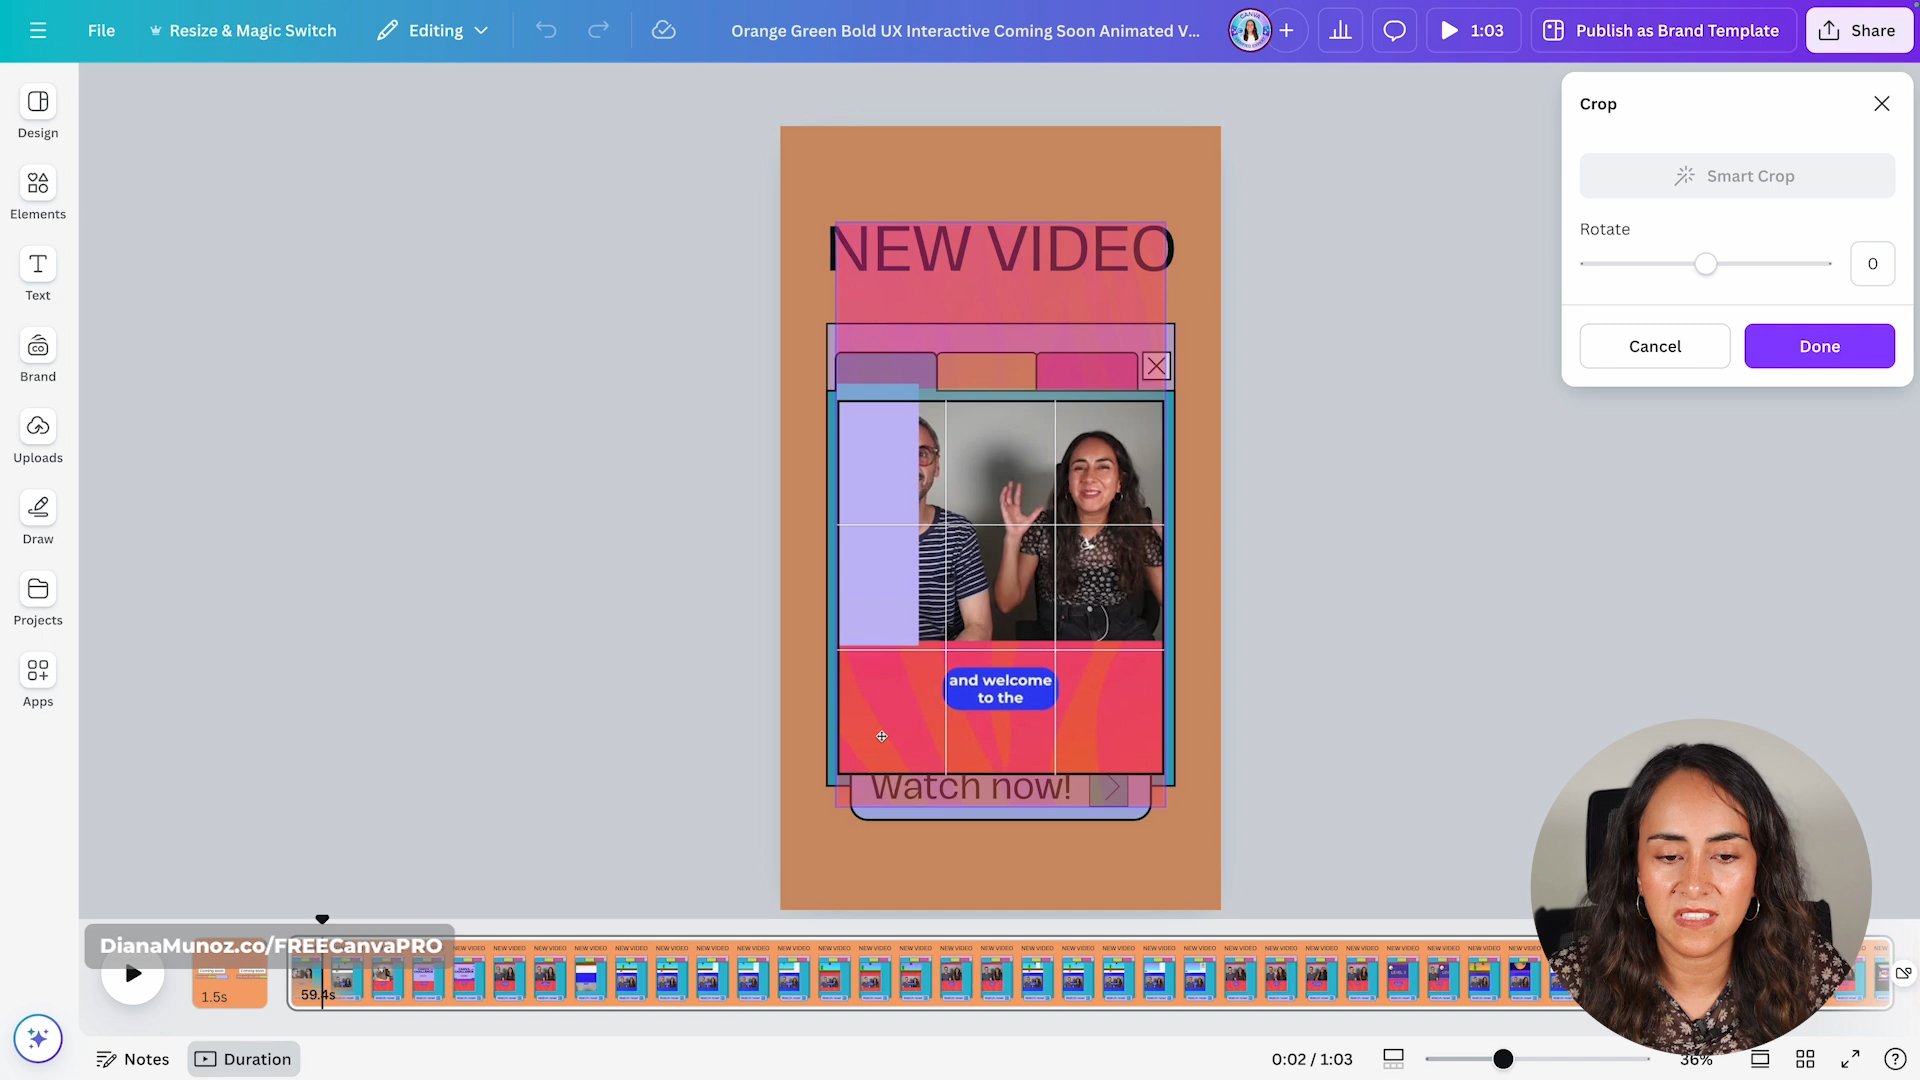 File
Resize & Magic Switch
Editing
Orange Green Bold UX Interactive Coming Soon Animated V...
1:03
Publish as Brand Template
Share
Design
Elements
Text
Brand
Uploads
Draw
Projects
Apps
Crop
Smart Crop
Rotate
0
Cancel
Done
NEW VIDEO
and welcome
to the
Watch now!
DianaMunoz.co/FREECanvaPRO
1.5s
59.4s
Notes
Duration
0:02 / 1:03
36%